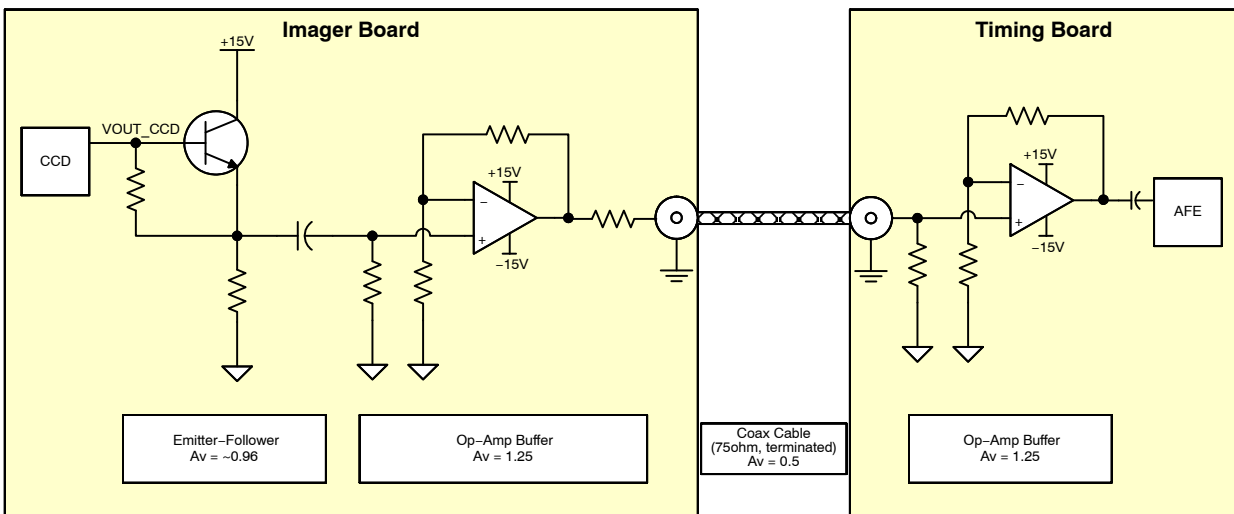 Imager Board
Timing Board
+15V
CCD
VOUT_CCD
+15V
−
+
−15V
+15V
−
+
−15V
AFE
Emitter−Follower
Av = ~0.96
Op−Amp Buffer
Av = 1.25
Coax Cable
(75ohm, terminated)
Av = 0.5
Op−Amp Buffer
Av = 1.25